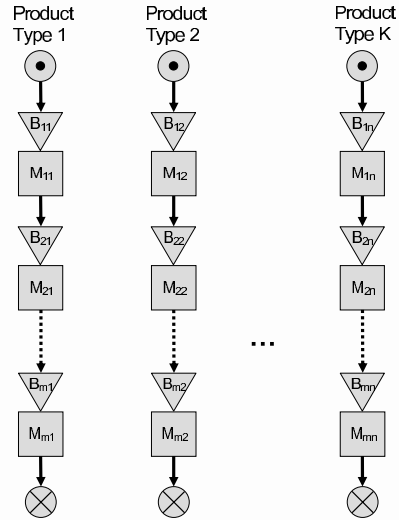 Product Product Product
Type 1 Type 2 Type K
B11 B12 B1n
M11 M12 M1n
B21 B22 B2n
M21 M22 M2n
...
Bm1 Bm2 Bmn
Mm1 Mm2 Mmn